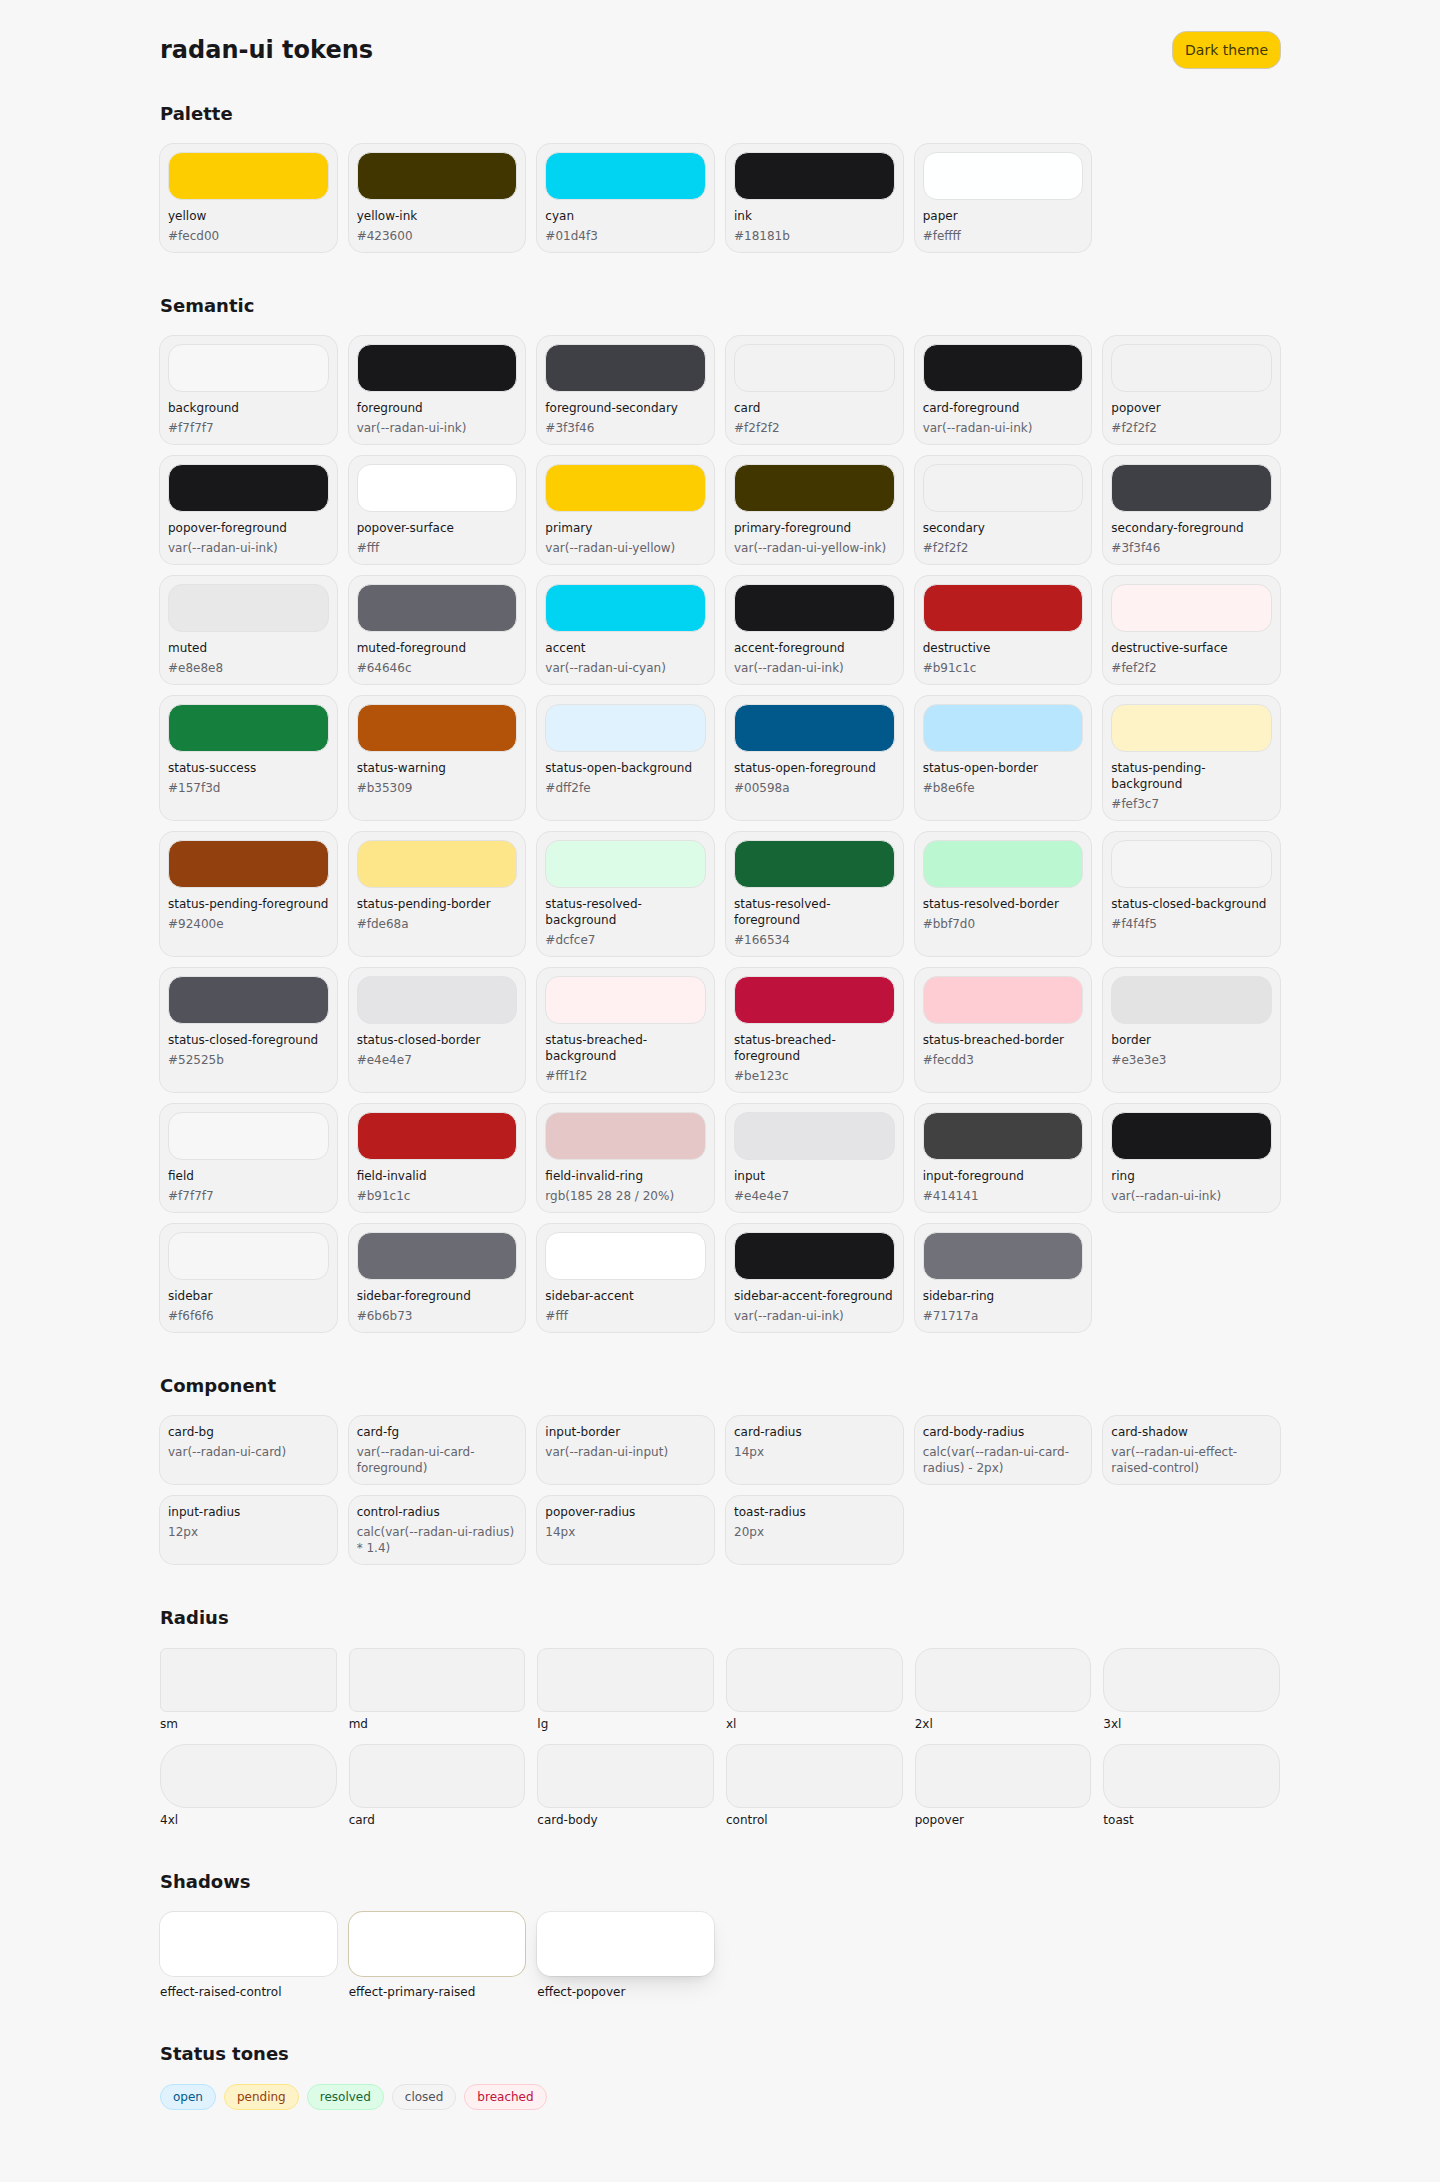 radan-ui tokens
Dark theme
Palette
yellow
#fecd00
yellow-ink
#423600
cyan
#01d4f3
ink
#18181b
paper
#feffff
Semantic
background
#f7f7f7
foreground
var(--radan-ui-ink)
foreground-secondary
#3f3f46
card
#f2f2f2
card-foreground
var(--radan-ui-ink)
popover
#f2f2f2
popover-foreground
var(--radan-ui-ink)
popover-surface
#fff
primary
var(--radan-ui-yellow)
primary-foreground
var(--radan-ui-yellow-ink)
secondary
#f2f2f2
secondary-foreground
#3f3f46
muted
#e8e8e8
muted-foreground
#64646c
accent
var(--radan-ui-cyan)
accent-foreground
var(--radan-ui-ink)
destructive
#b91c1c
destructive-surface
#fef2f2
status-success
#157f3d
status-warning
#b35309
status-open-background
#dff2fe
status-open-foreground
#00598a
status-open-border
#b8e6fe
status-pending-
background
#fef3c7
status-pending-foreground
#92400e
status-pending-border
#fde68a
status-resolved-
background
#dcfce7
status-resolved-
foreground
#166534
status-resolved-border
#bbf7d0
status-closed-background
#f4f4f5
status-closed-foreground
#52525b
status-closed-border
#e4e4e7
status-breached-
background
#fff1f2
status-breached-
foreground
#be123c
status-breached-border
#fecdd3
border
#e3e3e3
field
#f7f7f7
field-invalid
#b91c1c
field-invalid-ring
rgb(185 28 28 / 20%)
input
#e4e4e7
input-foreground
#414141
ring
var(--radan-ui-ink)
sidebar
#f6f6f6
sidebar-foreground
#6b6b73
sidebar-accent
#fff
sidebar-accent-foreground
var(--radan-ui-ink)
sidebar-ring
#71717a
Component
card-bg
var(--radan-ui-card)
card-fg
var(--radan-ui-card-
foreground)
input-border
var(--radan-ui-input)
card-radius
14px
card-body-radius
calc(var(--radan-ui-card-
radius) - 2px)
card-shadow
var(--radan-ui-effect-
raised-control)
input-radius
12px
control-radius
calc(var(--radan-ui-radius)
* 1.4)
popover-radius
14px
toast-radius
20px
Radius
sm
md
lg
xl
2xl
3xl
4xl
card
card-body
control
popover
toast
Shadows
effect-raised-control
effect-primary-raised
effect-popover
Status tones
open
pending
resolved
closed
breached